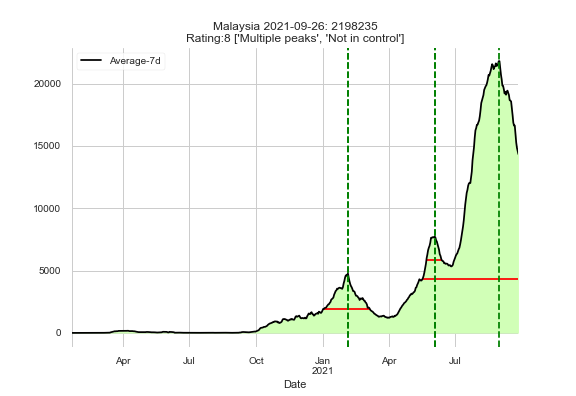 Malaysia 2021-09-26: 2198235
Rating:8 ['Multiple peaks', 'Not in control']
Average-7d
20000
15000
10000
5000
0
Apr Jul Oct Jan Apr Jul
2021
Date